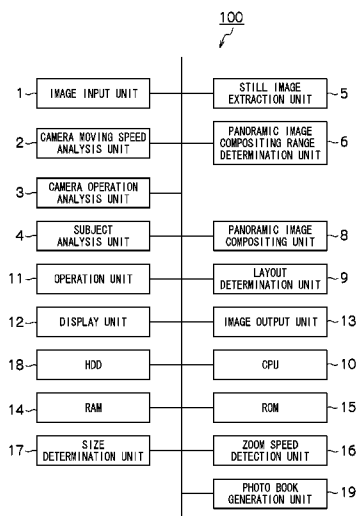 100
1 IMAGE INPUT UNIT
STILL IMAGE
EXTRACTION UNIT 5
2 CAMERA MOVING SPEED
ANALYSIS UNIT
PANORAMIC IMAGE
COMPOSITING RANGE
DETERMINATION UNIT 6
3 CAMERA OPERATION
ANALYSIS UNIT
4 SUBJECT
ANALYSIS UNIT
PANORAMIC IMAGE
COMPOSITING UNIT 8
11 OPERATION UNIT
LAYOUT
DETERMINATION UNIT 9
12 DISPLAY UNIT
IMAGE OUTPUT UNIT 13
18 HDD
CPU 10
14 RAM
ROM 15
17 SIZE
DETERMINATION UNIT
ZOOM SPEED
DETECTION UNIT 16
PHOTO BOOK
GENERATION UNIT 19